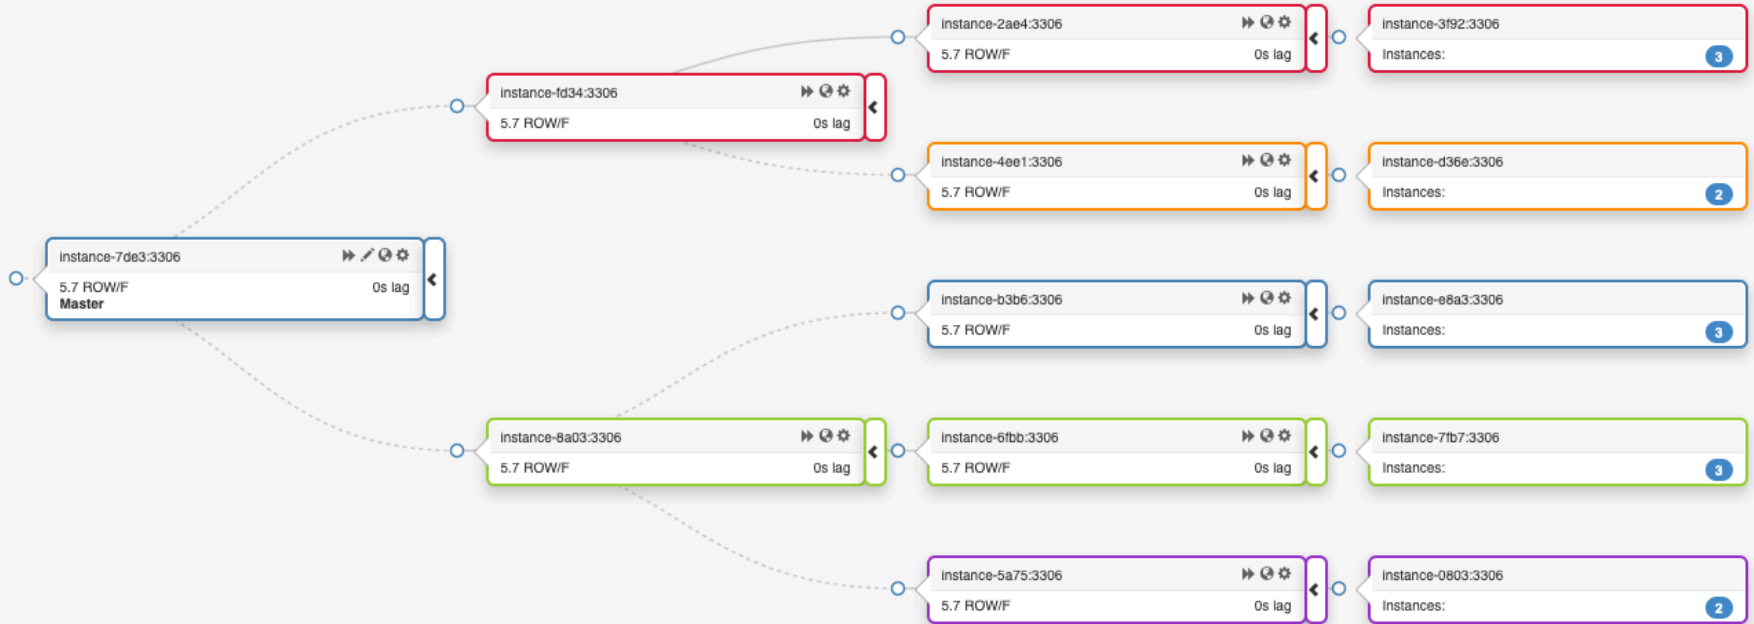 instance-2ae4:3306
5.7 ROW/F 0s lag
instance-3f92:3306
Instances: 3
instance-fd34:3306
5.7 ROW/F 0s lag
instance-4ee1:3306
5.7 ROW/F 0s lag
instance-d36e:3306
Instances: 2
instance-7de3:3306
5.7 ROW/F 0s lag
Master
instance-b3b6:3306
5.7 ROW/F 0s lag
instance-e8a3:3306
Instances: 3
instance-8a03:3306
5.7 ROW/F 0s lag
instance-6fbb:3306
5.7 ROW/F 0s lag
instance-7fb7:3306
Instances: 3
instance-5a75:3306
5.7 ROW/F 0s lag
instance-0803:3306
Instances: 2